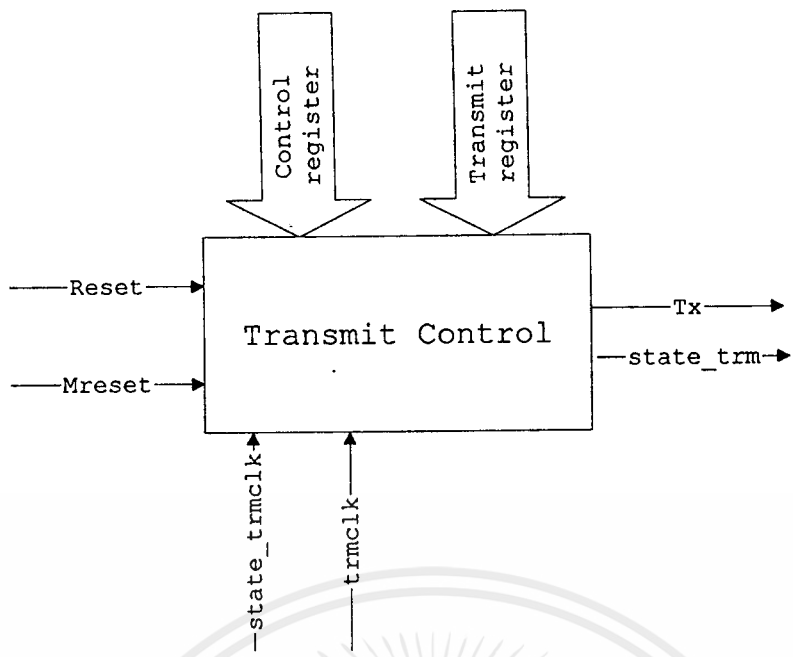 Control
register
Transmit
register
Reset
Mreset
Transmit Control
Tx
state_trm
state_trmclk
trmclk